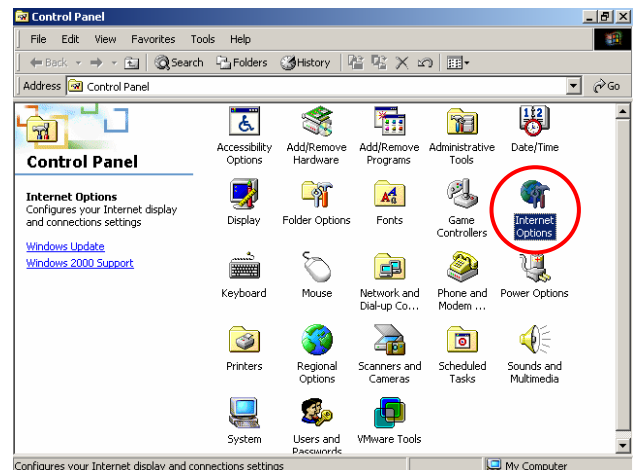 Control Panel
File Edit View Favorites Tools Help
Back Search Folders History
Address Control Panel Go
Control Panel
Internet Options
Configures your Internet display
and connections settings
Windows Update
Windows 2000 Support
Accessibility
Options
Add/Remove
Hardware
Add/Remove
Programs
Administrative
Tools
12
Date/Time
Display
Folder Options
Fonts
Game
Controllers
Internet
Options
Keyboard
Mouse
Network and
Dial-up Co...
Phone and
Modem ...
Power Options
Printers
Regional
Options
Scanners and
Cameras
Scheduled
Tasks
Sounds and
Multimedia
System
Users and
Passwords
VMware Tools
Configures your Internet display and connections settings
My Computer